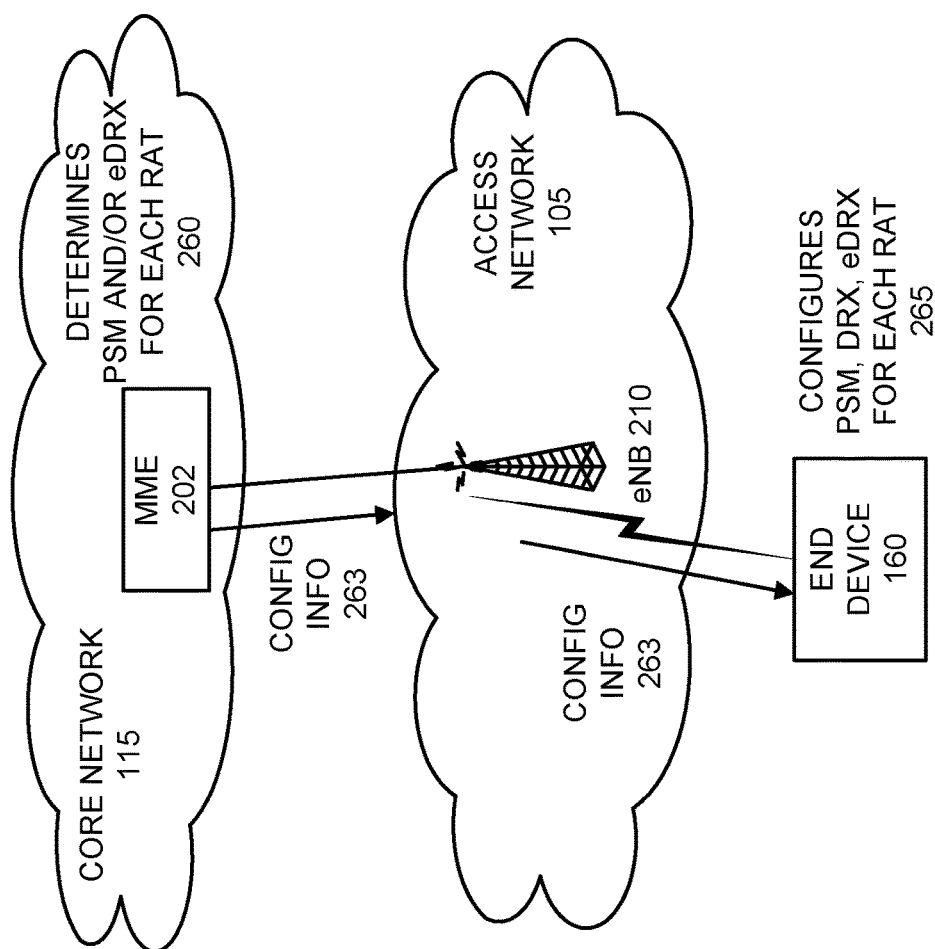 CORE NETWORK
115
MME
202
DETERMINES
PSM AND/OR eDRX
FOR EACH RAT
260
CONFIG
INFO
263
ACCESS
NETWORK
105
eNB 210
CONFIG
INFO
263
END
DEVICE
160
CONFIGURES
PSM, DRX, eDRX
FOR EACH RAT
265